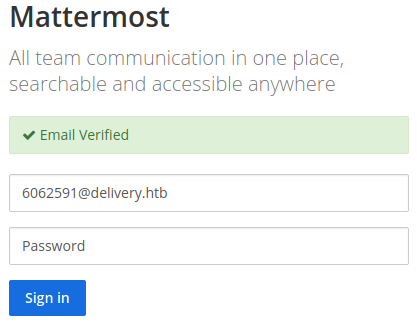 Mattermost
All team communication in one place,
searchable and accessible anywhere
✔ Email Verified
6062591@delivery.htb
Password
Sign in